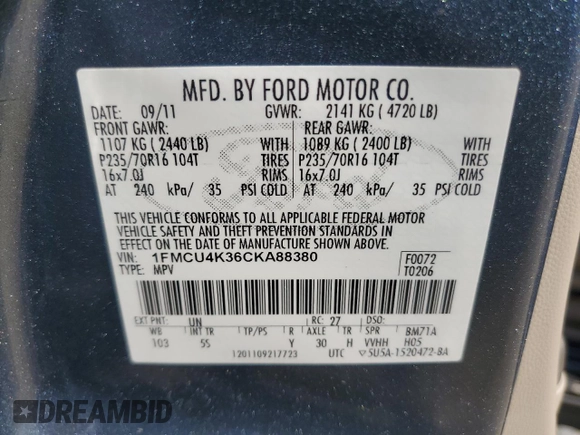 MFD. BY FORD MOTOR CO.
DATE: 09/11 GVWR: 2141 KG ( 4720 LB)
FRONT GAWR: REAR GAWR:
1107 KG ( 2440 LB) WITH 1089 KG ( 2400 LB) WITH
P235/70R16 104T TIRES P235/70R16 104T TIRES
16x7.0J RIMS 16x7.0J RIMS
AT 240 kPa/ 35 PSI COLD AT 240 kPa/ 35 PSI COLD
THIS VEHICLE CONFORMS TO ALL APPLICABLE FEDERAL MOTOR
VEHICLE SAFETY AND THEFT PREVENTION STANDARDS IN
EFFECT ON THE DATE OF MANUFACTURE SHOWN ABOVE.
VIN: 1FMCU4K36CKA88380 F0072
TYPE: MPV T0206
EXT PNT: UN RC: 27 DSO:
WB INT TR TP/PS R AXLE TR SPR BM71A
103 5S Y 30 H VVHH H0S
1201109217723 UTC ▽5U5A-1520472-BA
DREAMBID